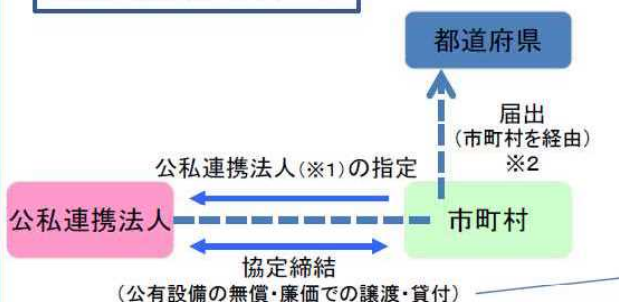 都道府県
届出
(市町村を経由)
※2
公私連携法人(※1)の指定
公私連携法人
市町村
協定締結
(公有設備の無償・廉価での譲渡・貸付)